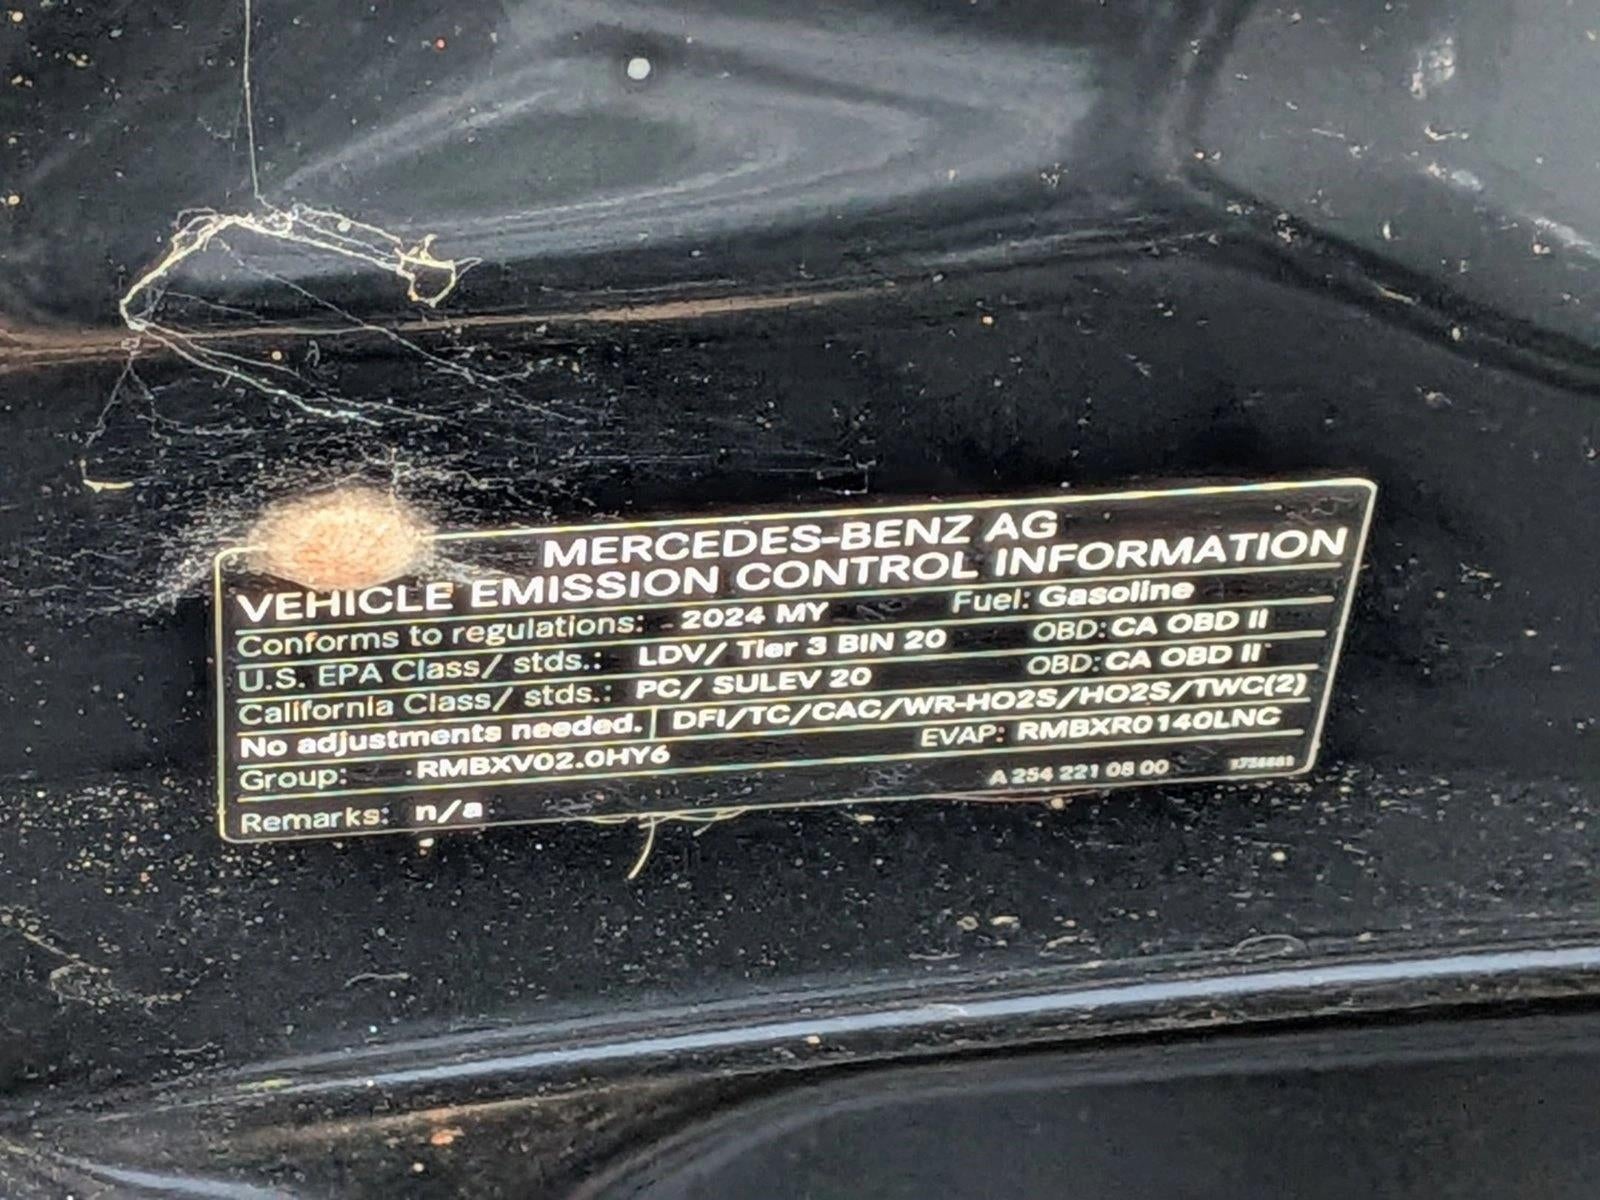 MERCEDES-BENZ AG
VEHICLE EMISSION CONTROL INFORMATION
Conforms to regulations: 2024 MY Fuel: Gasoline
U.S. EPA Class/ stds.: LDV/ Tier 3 BIN 20 OBD: CA OBD II
California Class/ stds.: PC/ SULEV 20 OBD: CA OBD II
No adjustments needed. DFI/TC/CAC/WR-HO2S/HO2S/TWC(2)
Group: RMBXV02.0HY6 EVAP: RMBXR0140LNC
Remarks: n/a A 254 221 08 00